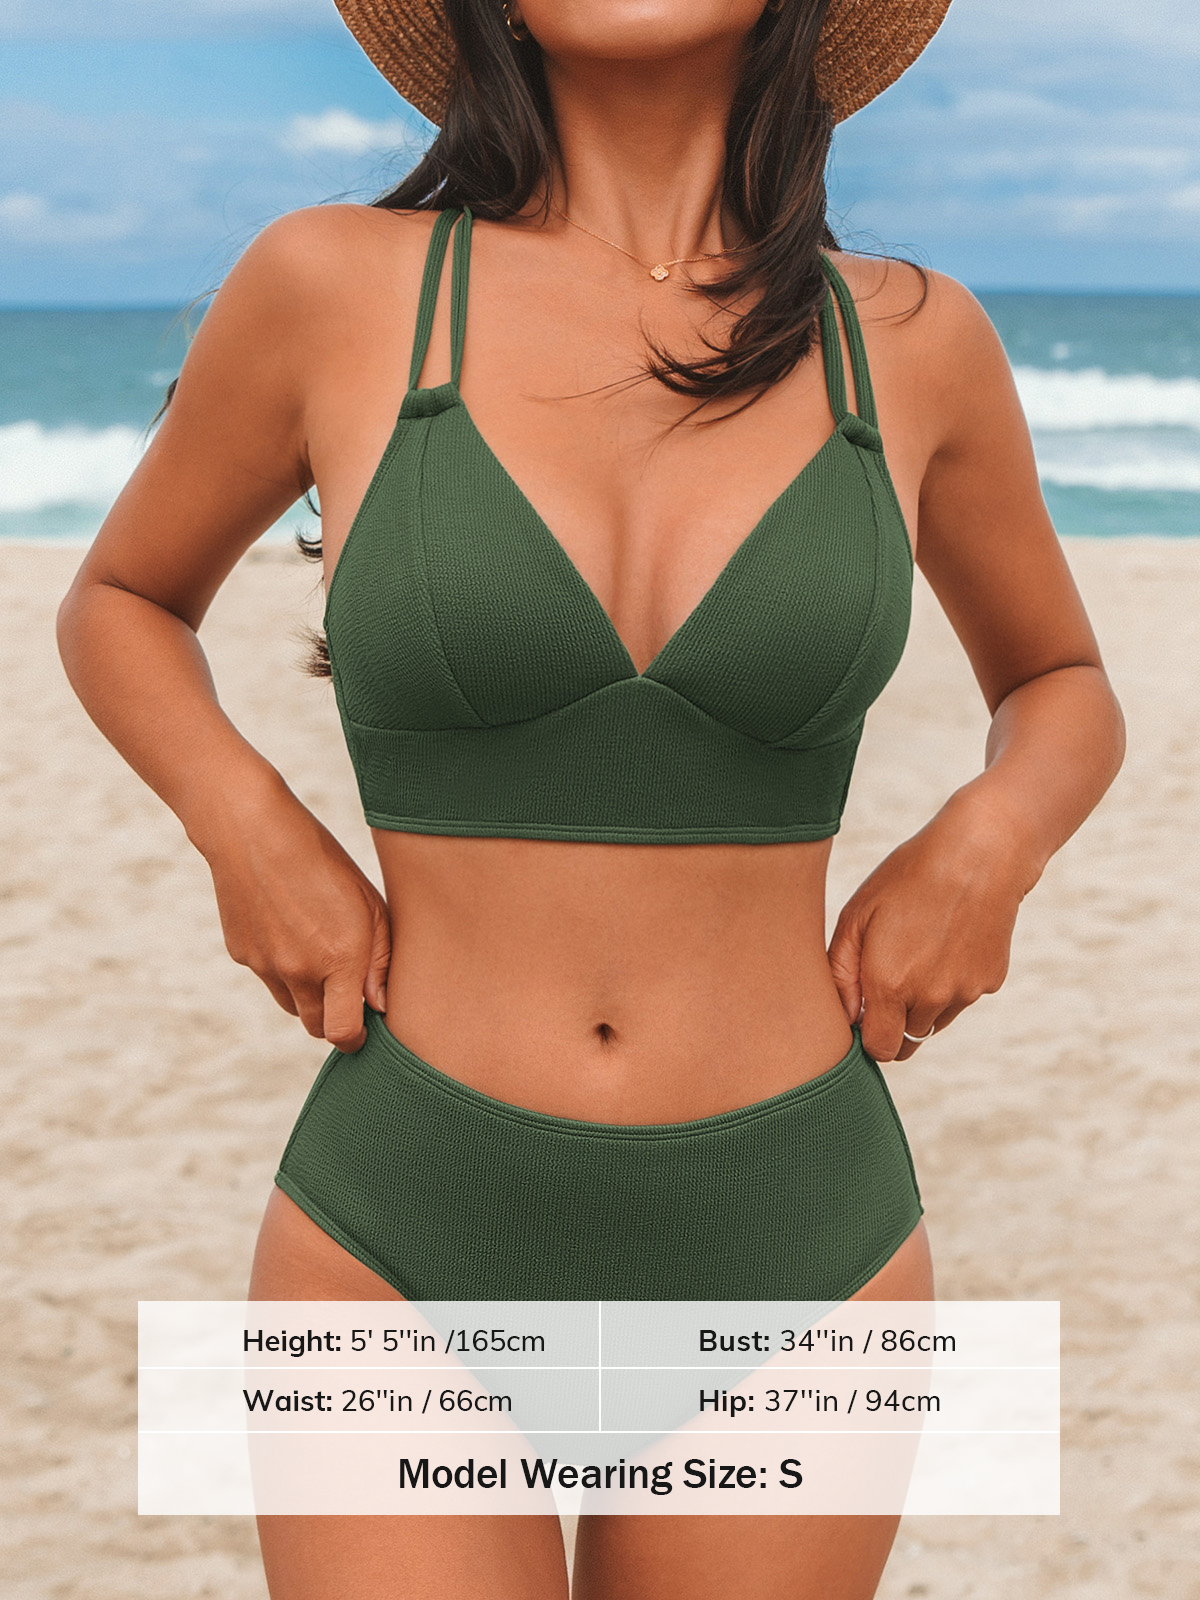 Height: 5' 5''in /165cm
Bust: 34''in / 86cm
Waist: 26''in / 66cm
Hip: 37''in / 94cm
Model Wearing Size: S